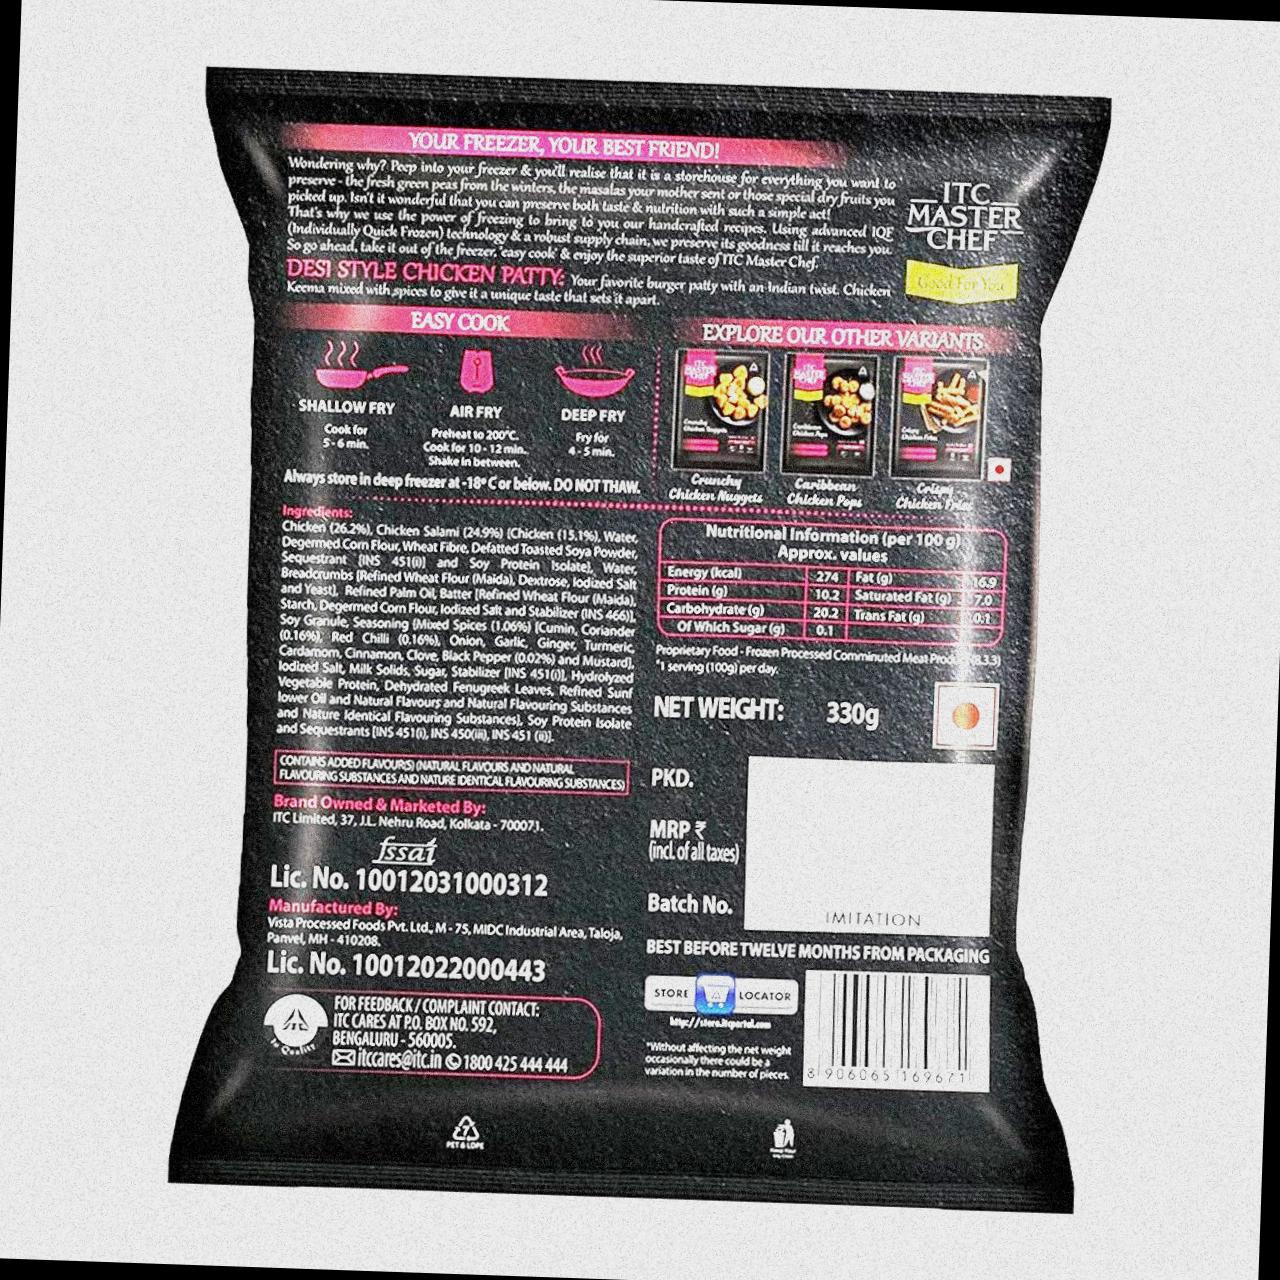 YOUR FREEZER, YOUR BEST FRIEND!
Wondering why? Peep into your freezer & you'll realise that it is a storehouse for everything you want to
preserve - the fresh green peas from the winters, the masalas your mother sent or those special dry fruits you
picked up. Isn't it wonderful that you can preserve both taste & nutrition with such a simple act!
That's why we use the power of freezing to bring to you our handcrafted recipes. Using advanced IQF
(Individually Quick Frozen) technology & a robust supply chain, we preserve its goodness till it reaches you.
So go ahead, take it out of the freezer, 'easy cook' & enjoy the superior taste of ITC Master Chef.
DESI STYLE CHICKEN PATTY: Your favorite burger patty with an Indian twist. Chicken
Keema mixed with spices to give it a unique taste that sets it apart.
ITC
MASTER
CHEF
Good For You
EASY COOK
SHALLOW FRY
Cook for
5 - 6 min.
AIR FRY
Preheat to 200°C.
Cook for 10 - 12 min.
Shake in between.
DEEP FRY
Fry for
4 - 5 min.
Always store in deep freezer at -18°C or below. DO NOT THAW.
EXPLORE OUR OTHER VARIANTS
Crunchy
Chicken Nuggets
Caribbean
Chicken Pops
Crispy
Chicken Fries
Ingredients:
Chicken (26.2%), Chicken Salami (24.9%) [Chicken (15.1%), Water,
Degermed Corn Flour, Wheat Fibre, Defatted Toasted Soya Powder,
Sequestrant [INS 451(i)] and Soy Protein Isolate], Water,
Breadcrumbs [Refined Wheat Flour (Maida), Dextrose, Iodized Salt
and Yeast], Refined Palm Oil, Batter [Refined Wheat Flour (Maida),
Starch, Degermed Corn Flour, Iodized Salt and Stabilizer (INS 466)],
Soy Granule, Seasoning {Mixed Spices (1.06%) [Cumin, Coriander
(0.16%), Red Chilli (0.16%), Onion, Garlic, Ginger, Turmeric,
Cardamom, Cinnamon, Clove, Black Pepper (0.02%) and Mustard],
Iodized Salt, Milk Solids, Sugar, Stabilizer [INS 451(i)], Hydrolyzed
Vegetable Protein, Dehydrated Fenugreek Leaves, Refined Sunf
lower Oil and Natural Flavours and Natural Flavouring Substances
and Nature Identical Flavouring Substances}, Soy Protein Isolate
and Sequestrants [INS 451(i), INS 450(iii), INS 451 (ii)].
CONTAINS ADDED FLAVOUR(S) (NATURAL FLAVOURS AND NATURAL
FLAVOURING SUBSTANCES AND NATURE IDENTICAL FLAVOURING SUBSTANCES)
Brand Owned & Marketed By:
ITC Limited, 37, J.L. Nehru Road, Kolkata - 700071.
fssai
Lic. No. 10012031000312
Manufactured By:
Vista Processed Foods Pvt. Ltd., M - 75, MIDC Industrial Area, Taloja,
Panvel, MH - 410208.
Lic. No. 10012022000443
FOR FEEDBACK / COMPLAINT CONTACT:
ITC CARES AT P.O. BOX NO. 592,
BENGALURU - 560005.
itccares@itc.in 1800 425 444 444
Nutritional Information (per 100 g)
Approx. values
Energy (kcal) 274 Fat (g) 16.9
Protein (g) 10.2 Saturated Fat (g) 7.0
Carbohydrate (g) 20.2 Trans Fat (g) 0.1
Of Which Sugar (g) 0.1
Proprietary Food - Frozen Processed Comminuted Meat (8.3.3)
*1 serving (100g) per day.
NET WEIGHT: 330g
PKD.
MRP ₹
(incl. of all taxes)
Batch No.
IMITATION
BEST BEFORE TWELVE MONTHS FROM PACKAGING
STORE LOCATOR
http://store.itcportal.com
*Without affecting the net weight
occasionally there could be a
variation in the number of pieces.
8 906065 169671
PET & LDPE